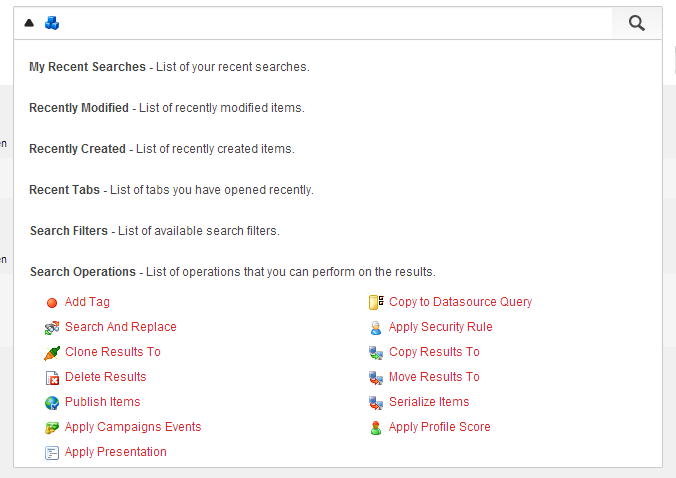 My Recent Searches - List of your recent searches.
Recently Modified - List of recently modified items.
en
Recently Created - List of recently created items.
Recent Tabs - List of tabs you have opened recently.
Search Filters - List of available search filters.
en
Search Operations - List of operations that you can perform on the results.
Add Tag
Copy to Datasource Query
Search And Replace
Apply Security Rule
Clone Results To
Copy Results To
Delete Results
Move Results To
Publish Items
Serialize Items
Apply Campaigns Events
Apply Profile Score
Apply Presentation